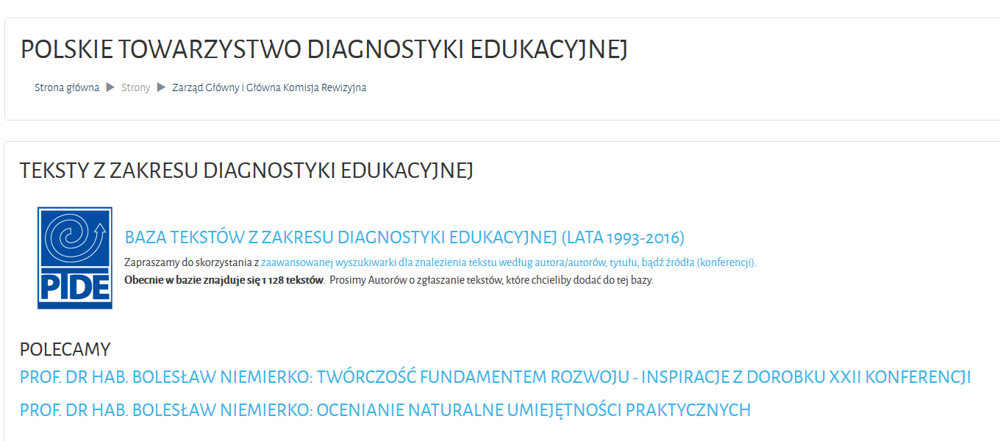 POLSKIE TOWARZYSTWO DIAGNOSTYKI EDUKACYJNEJ
Strona główna ▶ Strony ▶ Zarząd Główny i Główna Komisja Rewizyjna
TEKSTY Z ZAKRESU DIAGNOSTYKI EDUKACYJNEJ
PTDE
BAZA TEKSTÓW Z ZAKRESU DIAGNOSTYKI EDUKACYJNEJ (LATA 1993-2016)
Zapraszamy do skorzystania z zaawansowanej wyszukiwarki dla znalezienia tekstu według autora/autorów, tytułu, bądź źródła (konferencji).
Obecnie w bazie znajduje się 1 128 tekstów. Prosimy Autorów o zgłaszanie tekstów, które chcieliby dodać do tej bazy.
POLECAMY
PROF. DR HAB. BOLESŁAW NIEMIERKO: TWÓRCZOŚĆ FUNDAMENTEM ROZWOJU - INSPIRACJE Z DOROBKU XXII KONFERENCJI
PROF. DR HAB. BOLESŁAW NIEMIERKO: OCENIANIE NATURALNE UMIEJĘTNOŚCI PRAKTYCZNYCH